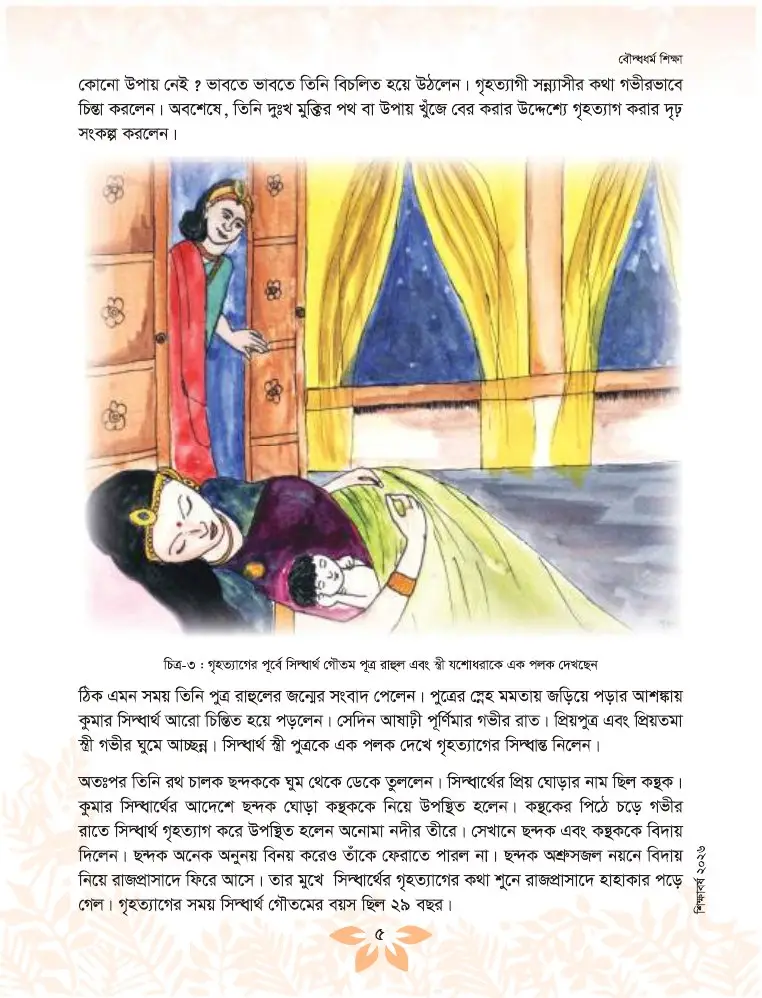 বৌদ্ধধর্ম শিক্ষা
কোনো উপায় নেই ? ভাবতে ভাবতে তিনি বিচলিত হয়ে উঠলেন। গৃহত্যাগী সন্ন্যাসীর কথা গভীরভাবে
চিন্তা করলেন। অবশেষে, তিনি দুঃখ মুক্তির পথ বা উপায় খুঁজে বের করার উদ্দেশ্যে গৃহত্যাগ করার দৃঢ়
সংকল্প করলেন।
চিত্র-৩ : গৃহত্যাগের পূর্বে সিদ্ধার্থ গৌতম পুত্র রাহুল এবং স্ত্রী যশোধরাকে এক পলক দেখছেন
ঠিক এমন সময় তিনি পুত্র রাহুলের জন্মের সংবাদ পেলেন। পুত্রের স্নেহ মমতায় জড়িয়ে পড়ার আশঙ্কায়
কুমার সিদ্ধার্থ আরো চিন্তিত হয়ে পড়লেন। সেদিন আষাঢ়ী পূর্ণিমার গভীর রাত। প্রিয়পুত্র এবং প্রিয়তমা
স্ত্রী গভীর ঘুমে আচ্ছন্ন। সিদ্ধার্থ স্ত্রী পুত্রকে এক পলক দেখে গৃহত্যাগের সিদ্ধান্ত নিলেন।
অতঃপর তিনি রথ চালক ছন্দককে ঘুম থেকে ডেকে তুললেন। সিদ্ধার্থের প্রিয় ঘোড়ার নাম ছিল কন্থক।
কুমার সিদ্ধার্থের আদেশে ছন্দক ঘোড়া কন্থককে নিয়ে উপস্থিত হলেন। কন্থকের পিঠে চড়ে গভীর
রাতে সিদ্ধার্থ গৃহত্যাগ করে উপস্থিত হলেন অনোমা নদীর তীরে। সেখানে ছন্দক এবং কন্থককে বিদায়
দিলেন। ছন্দক অনেক অনুনয় বিনয় করেও তাঁকে ফেরাতে পারল না। ছন্দক অশ্রুসজল নয়নে বিদায়
নিয়ে রাজপ্রাসাদে ফিরে আসে। তার মুখে সিদ্ধার্থের গৃহত্যাগের কথা শুনে রাজপ্রাসাদে হাহাকার পড়ে
গেল। গৃহত্যাগের সময় সিদ্ধার্থ গৌতমের বয়স ছিল ২৯ বছর।
শিক্ষাবর্ষ ২০২৬
৫